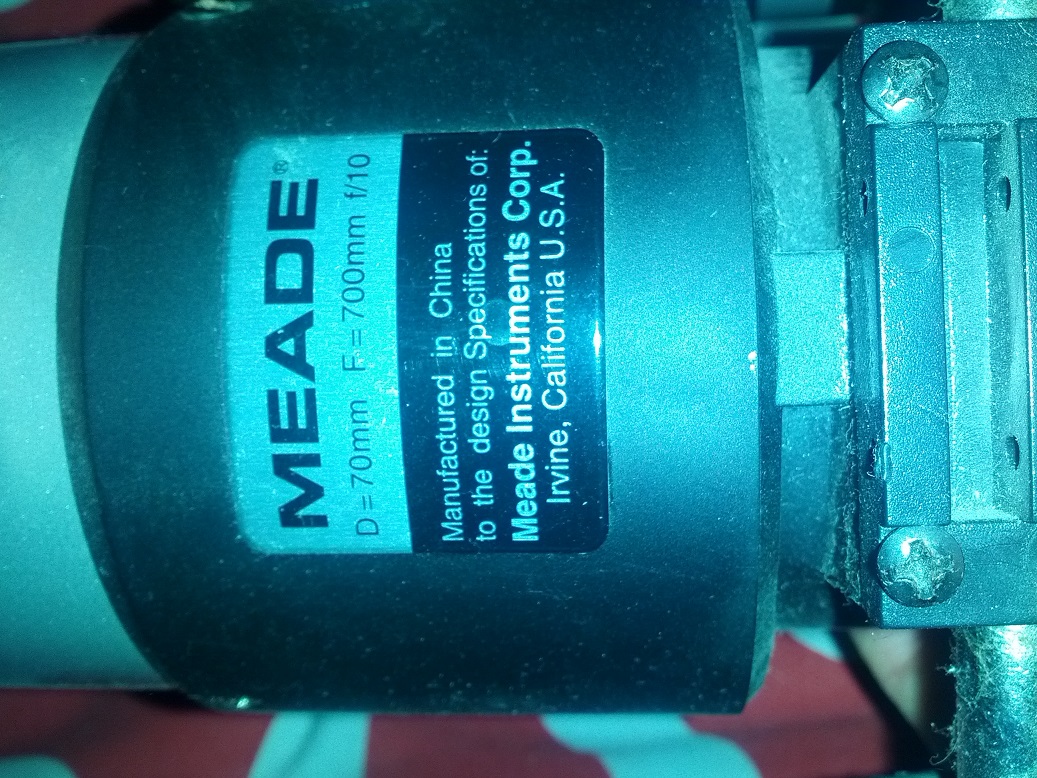 MEADE®
D=70mm F=700mm f/10
Manufactured in China
to the design Specifications of:
Meade Instruments Corp.
Irvine, California U.S.A.